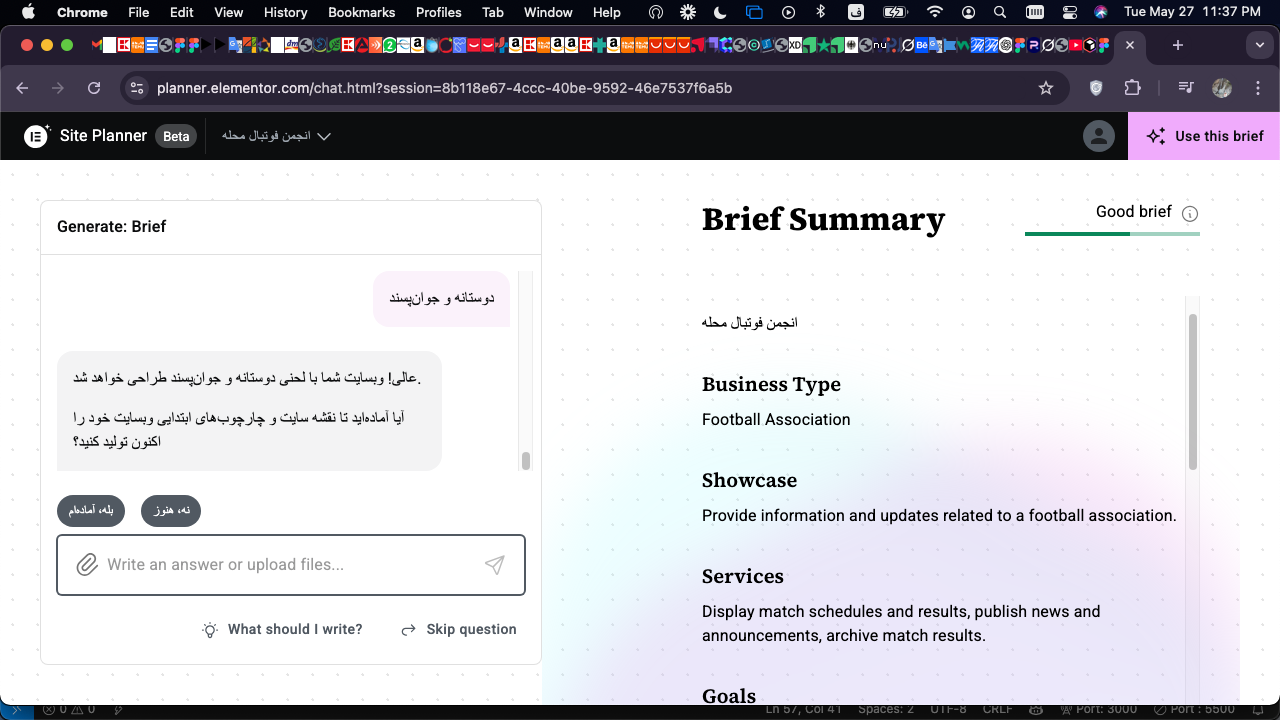 Chrome File Edit View History Bookmarks Profiles Tab Window Help Tue May 27 11:37 PM
planner.elementor.com/chat.html?session=8b118e67-4ccc-40be-9592-46e7537f6a5b
Site Planner Beta انجمن فوتبال محله Use this brief
Generate: Brief
دوستانه و جوان‌پسند
عالی! وبسایت شما با لحنی دوستانه و جوان‌پسند طراحی خواهد شد.
آیا آماده‌اید تا نقشه سایت و چارچوب‌های ابتدایی وبسایت خود را
اکنون تولید کنید؟
بله، آماده‌ام
نه، هنوز
Write an answer or upload files...
What should I write? Skip question
Brief Summary
Good brief
انجمن فوتبال محله
Business Type
Football Association
Showcase
Provide information and updates related to a football association.
Services
Display match schedules and results, publish news and
announcements, archive match results.
Goals
0 0 Ln 57, Col 41 Spaces: 2 UTF-8 CRLF Port: 3000 Port : 5500